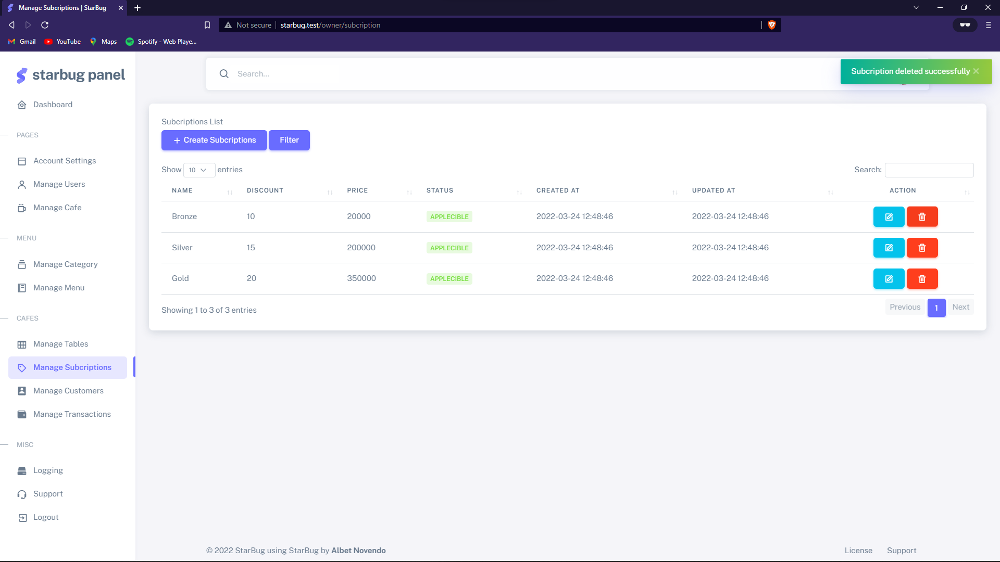 Manage Subcriptions | StarBug
Not secure starbug.test/owner/subcription
Gmail YouTube Maps Spotify - Web Playe...
starbug panel
Dashboard
PAGES
Account Settings
Manage Users
Manage Cafe
MENU
Manage Category
Manage Menu
CAFES
Manage Tables
Manage Subcriptions
Manage Customers
Manage Transactions
MISC
Logging
Support
Logout
Search...
Subcription deleted successfully
Subcriptions List
Create Subcriptions Filter
Show 10 entries Search:
NAME DISCOUNT PRICE STATUS CREATED AT UPDATED AT ACTION
Bronze 10 20000 APPLECIBLE 2022-03-24 12:48:46 2022-03-24 12:48:46
Silver 15 200000 APPLECIBLE 2022-03-24 12:48:46 2022-03-24 12:48:46
Gold 20 350000 APPLECIBLE 2022-03-24 12:48:46 2022-03-24 12:48:46
Showing 1 to 3 of 3 entries Previous 1 Next
© 2022 StarBug using StarBug by Albet Novendo License Support